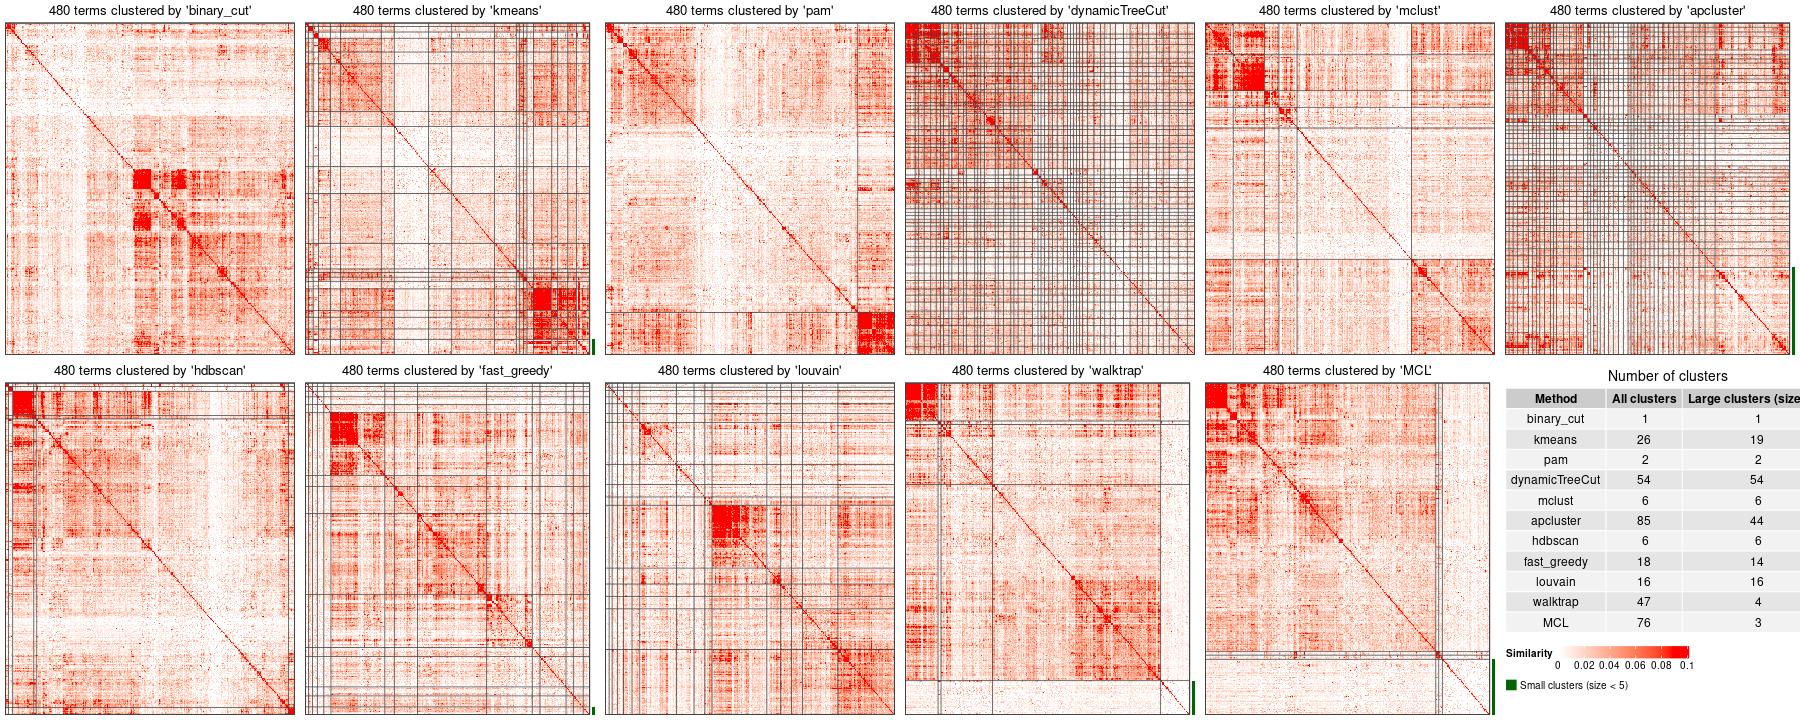 480 terms clustered by 'binary_cut'
480 terms clustered by 'kmeans'
480 terms clustered by 'pam'
480 terms clustered by 'dynamicTreeCut'
480 terms clustered by 'mclust'
480 terms clustered by 'apcluster'
480 terms clustered by 'hdbscan'
480 terms clustered by 'fast_greedy'
480 terms clustered by 'louvain'
480 terms clustered by 'walktrap'
480 terms clustered by 'MCL'
Number of clusters
Method All clusters Large clusters (size
binary_cut 1 1
kmeans 26 19
pam 2 2
dynamicTreeCut 54 54
mclust 6 6
apcluster 85 44
hdbscan 6 6
fast_greedy 18 14
louvain 16 16
walktrap 47 4
MCL 76 3
Similarity
0 0.02 0.04 0.06 0.08 0.1
Small clusters (size < 5)